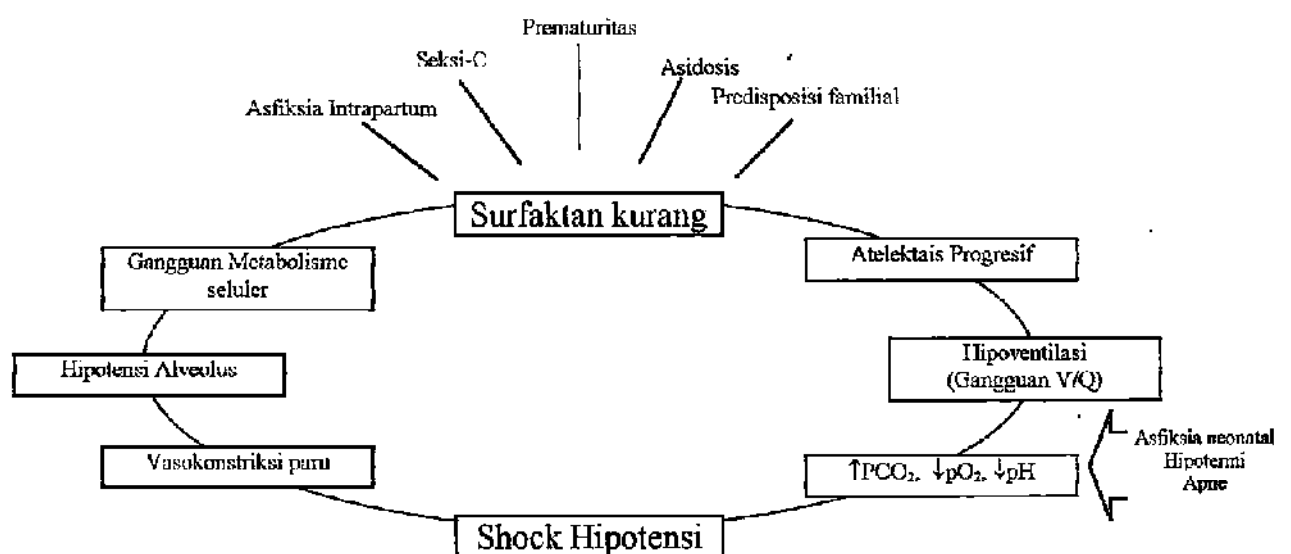 Prematuritas
Seksi-C
Asidosis
Asfiksia Intrapartum
Predisposisi familial
Surfaktan kurang
Gangguan Metabolisme
seluler
Atelektais Progresif
Hipoventilasi
(Gangguan V/Q)
Hipotensi Alveolus
Asfiksia neonatal
Hipotermi
Apne
Vasokonstriksi paru
↑PCO₂, ↓pO₂, ↓pH
Shock Hipotensi